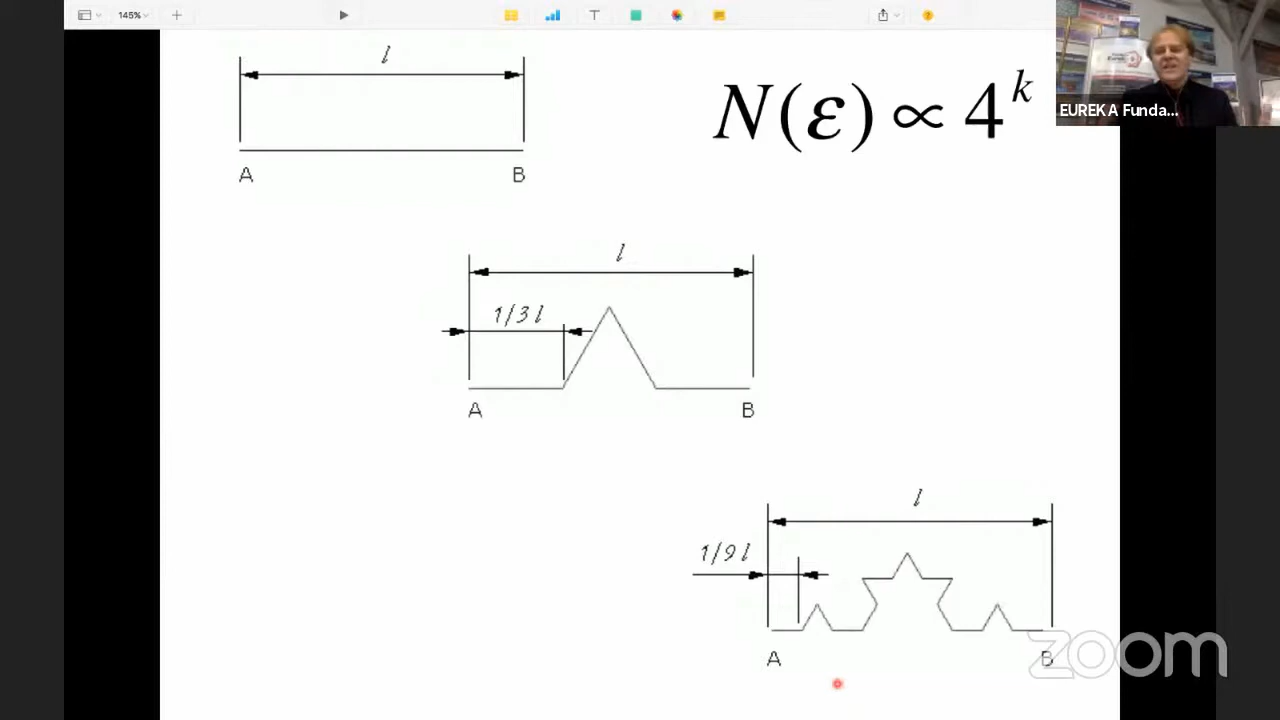 145%
l
A B
N(ε) ∝ 4^k
EUREKA Funda...
l
1/3 l
A B
l
1/9 l
A B
zoom